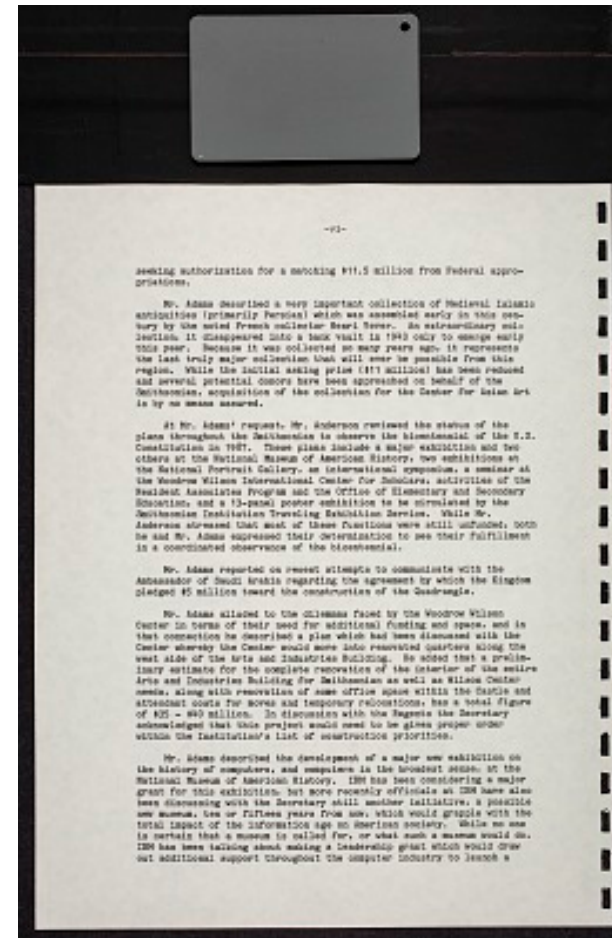 seeking authorization for a matching $11.5 million from Federal appro-
priations.
Mr. Adams described a very important collection of Medieval Islamic
antiquities (primarily Persian) which was assembled early in this cen-
tury by the noted French collector Henri Vever. An extraordinary col-
lection, it disappeared into a bank vault in 1943 only to emerge early
this year. Because it was collected so many years ago, it represents
the last truly major collection that will ever be possible from this
region. While the initial asking price ($11 million) has been reduced
and several potential donors have been approached on behalf of the
Smithsonian, acquisition of the collection for the Center for Asian Art
is by no means assured.
At Mr. Adams' request, Mr. Anderson reviewed the status of the
plans throughout the Smithsonian to observe the bicentennial of the U.S.
Constitution in 1987. These plans include a major exhibition and two
others at the National Museum of American History, two exhibitions at
the National Portrait Gallery, an international symposium, a seminar at
the Woodrow Wilson International Center for Scholars, activities of the
Resident Associates Program and the Office of Elementary and Secondary
Education, and a poster exhibition to be circulated by the
Smithsonian Institution Traveling Exhibition Service. While Mr.
Anderson stressed that most of these functions were still unfunded, both
he and Mr. Adams expressed their determination to see their fulfillment
in a coordinated observance of the bicentennial.
Mr. Adams reported on recent attempts to communicate with the
Ambassador of Saudi Arabia regarding the agreement by which the Kingdom
pledged $5 million toward the construction of the Quadrangle.
Mr. Adams alluded to the dilemmas faced by the Woodrow Wilson
Center in terms of their need for additional funding and space, and in
that connection he described a plan which had been discussed with the
Center whereby the Center would move into renovated quarters along the
west side of the Arts and Industries Building. He added that a prelim-
inary estimate for the complete renovation of the interior of the entire
Arts and Industries Building for Smithsonian as well as Wilson Center
needs, along with renovation of some office space within the Castle and
attendant costs for moves and temporary relocations, has a total figure
of $35 - $40 million. In discussion with the Regents the Secretary
acknowledged that this project would need to be given proper order
within the Institution's list of construction priorities.
Mr. Adams described the development of a major new exhibition on
the history of computers, and computers in the broadest sense, at the
National Museum of American History. IBM has been considering a major
grant for this exhibition, but more recently officials at IBM have also
been discussing with the Secretary still another initiative, a possible
new museum, ten or fifteen years from now, which would grapple with the
total impact of the information age on American society. While no one
is certain that a museum is called for, or what such a museum would do,
IBM has been talking about making a leadership grant which would draw
out additional support throughout the computer industry to launch a